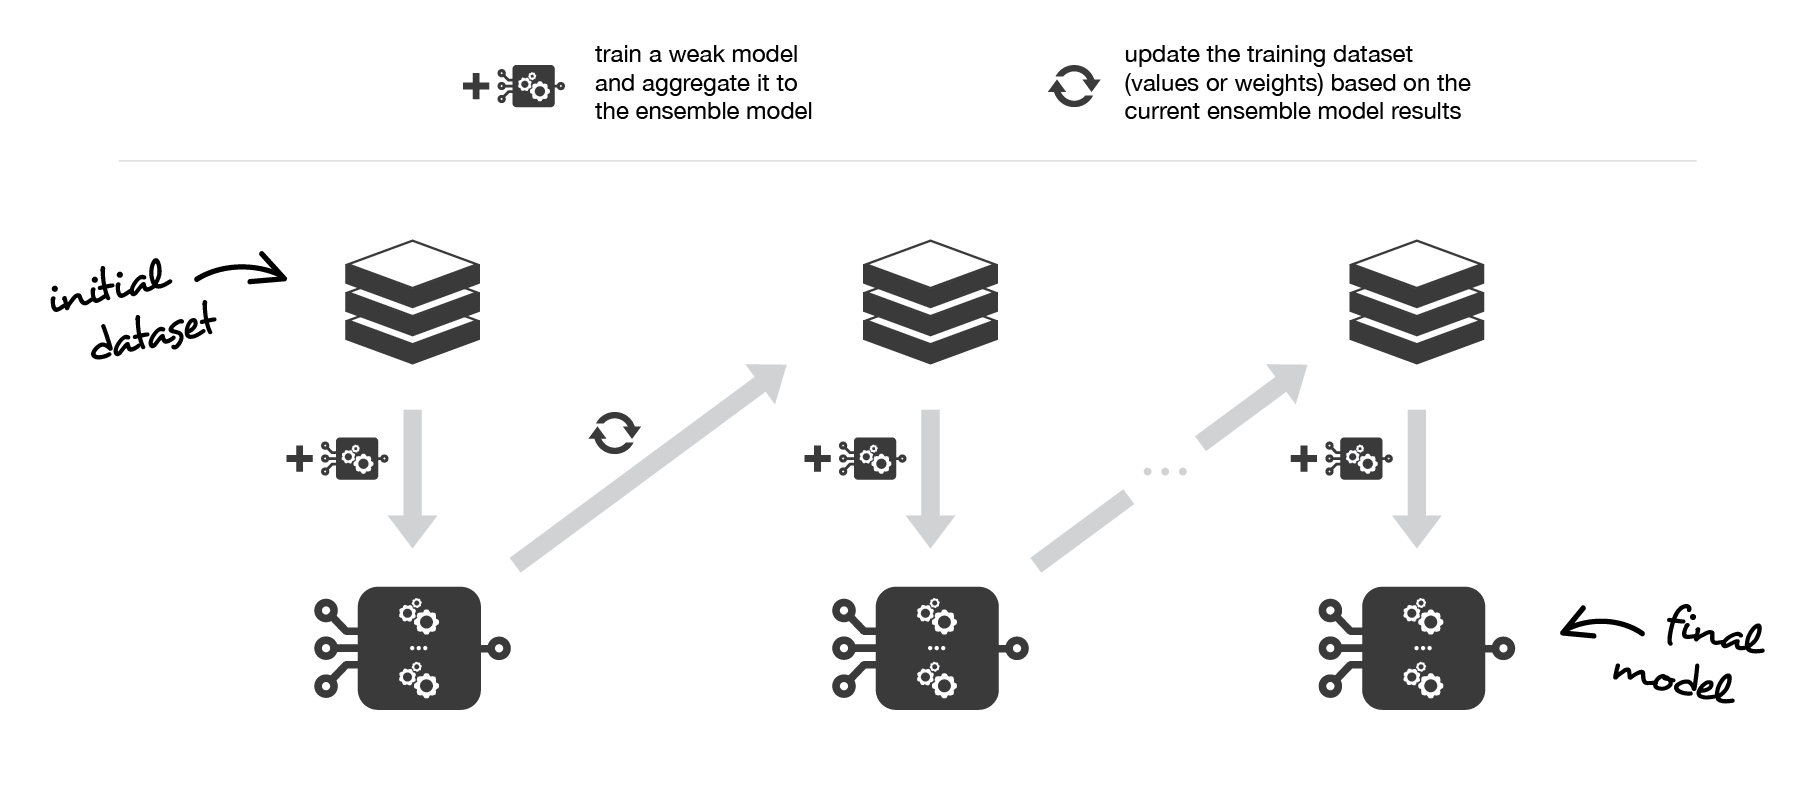 train a weak model
and aggregate it to
the ensemble model
update the training dataset
(values or weights) based on the
current ensemble model results
initial
dataset
final
model